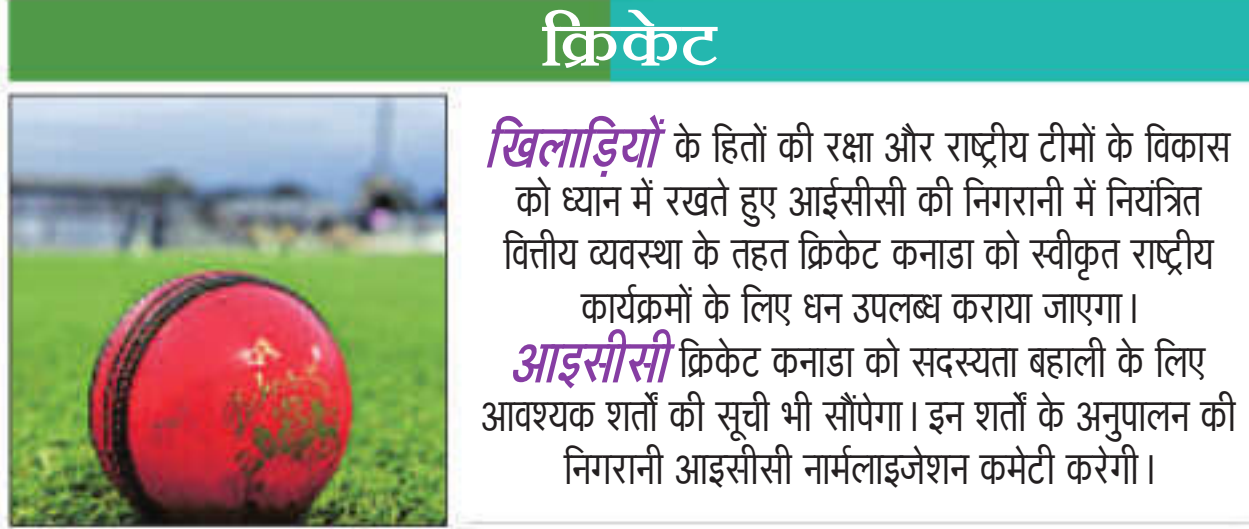 क्रिकेट
खिलाड़ियों के हितों की रक्षा और राष्ट्रीय टीमों के विकास
को ध्यान में रखते हुए आईसीसी की निगरानी में नियंत्रित
वित्तीय व्यवस्था के तहत क्रिकेट कनाडा को स्वीकृत राष्ट्रीय
कार्यक्रमों के लिए धन उपलब्ध कराया जाएगा।
आइसीसी क्रिकेट कनाडा को सदस्यता बहाली के लिए
आवश्यक शर्तों की सूची भी सौंपेगा। इन शर्तों के अनुपालन की
निगरानी आइसीसी नार्मलाइजेशन कमेटी करेगी।